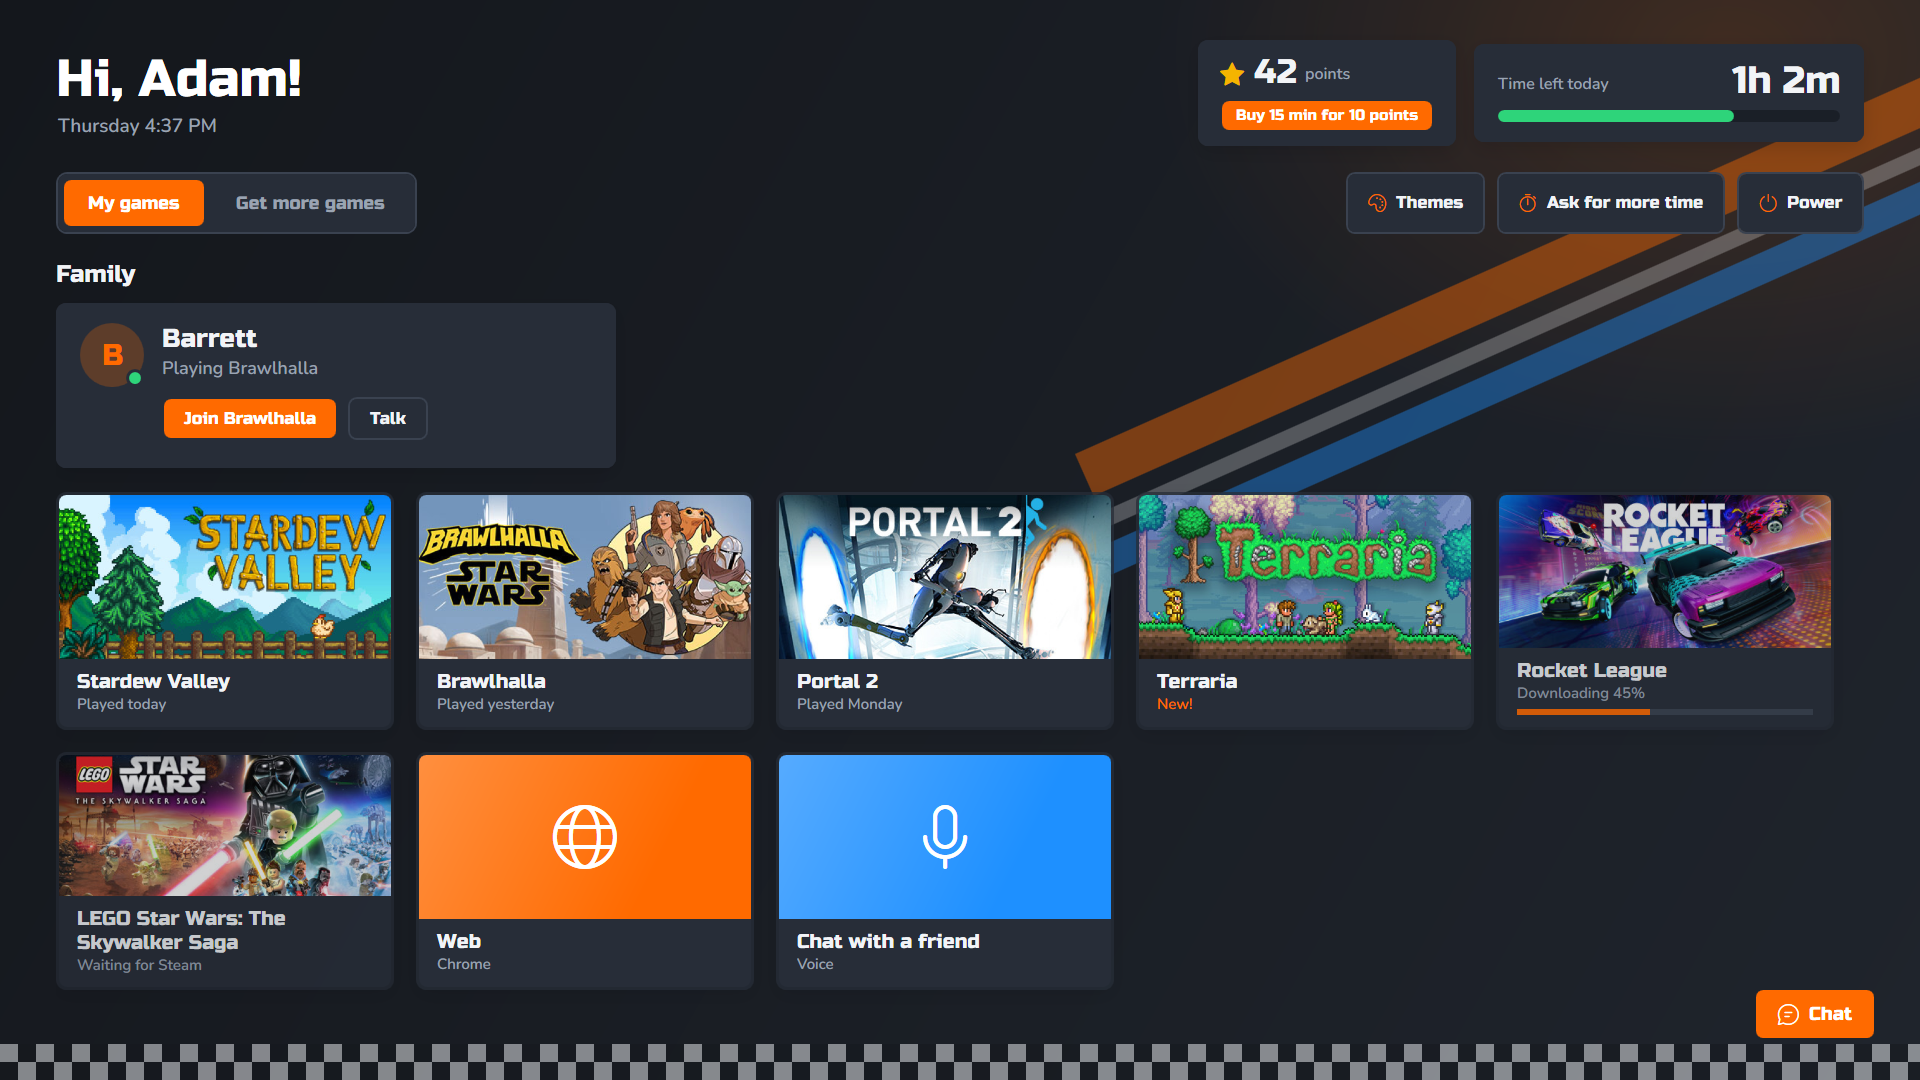 Hi, Adam!
Thursday 4:37 PM
42 points
Buy 15 min for 10 points
Time left today
1h 2m
My games
Get more games
Themes
Ask for more time
Power
Family
B
Barrett
Playing Brawlhalla
Join Brawlhalla
Talk
STARDEW
VALLEY
Stardew Valley
Played today
BRAWLHALLA
STAR
WARS
Brawlhalla
Played yesterday
PORTAL 2
Portal 2
Played Monday
Terraria
Terraria
New!
ROCKET
LEAGUE
Rocket League
Downloading 45%
LEGO
STAR
WARS
THE SKYWALKER SAGA
LEGO Star Wars: The
Skywalker Saga
Waiting for Steam
Web
Chrome
Chat with a friend
Voice
Chat